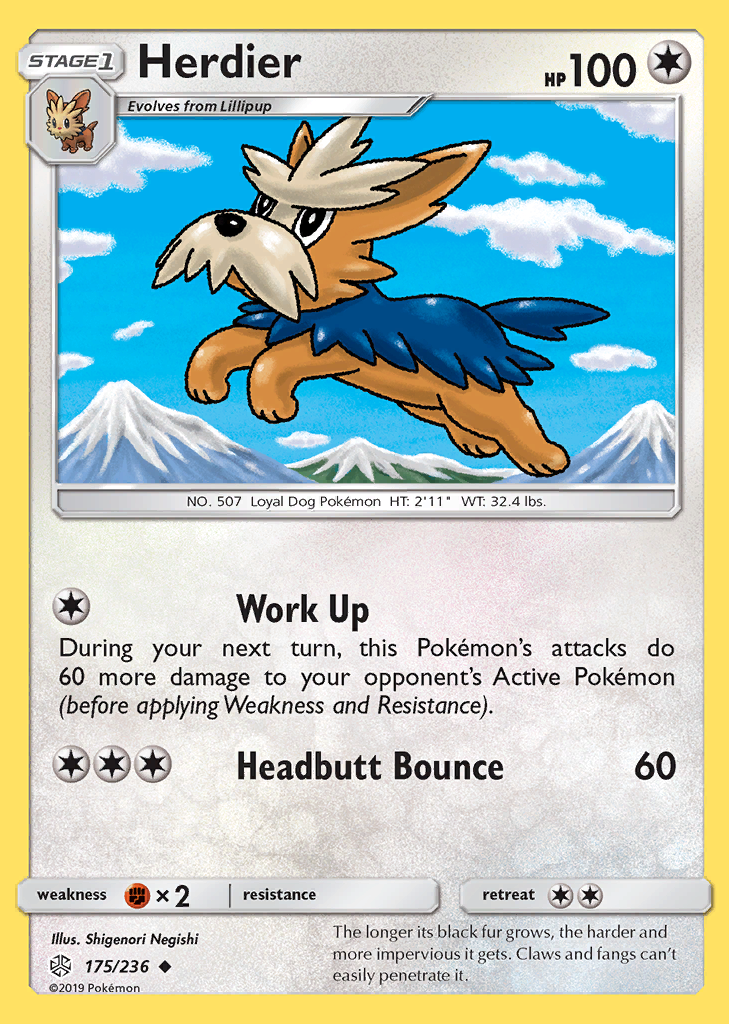 STAGE1
Herdier
HP100
Evolves from Lillipup
NO. 507 Loyal Dog Pokémon HT: 2'11" WT: 32.4 lbs.
Work Up
During your next turn, this Pokémon's attacks do
60 more damage to your opponent's Active Pokémon
(before applying Weakness and Resistance).
Headbutt Bounce 60
weakness ×2 resistance retreat
Illus. Shigenori Negishi
175/236
©2019 Pokémon
The longer its black fur grows, the harder and
more impervious it gets. Claws and fangs can't
easily penetrate it.